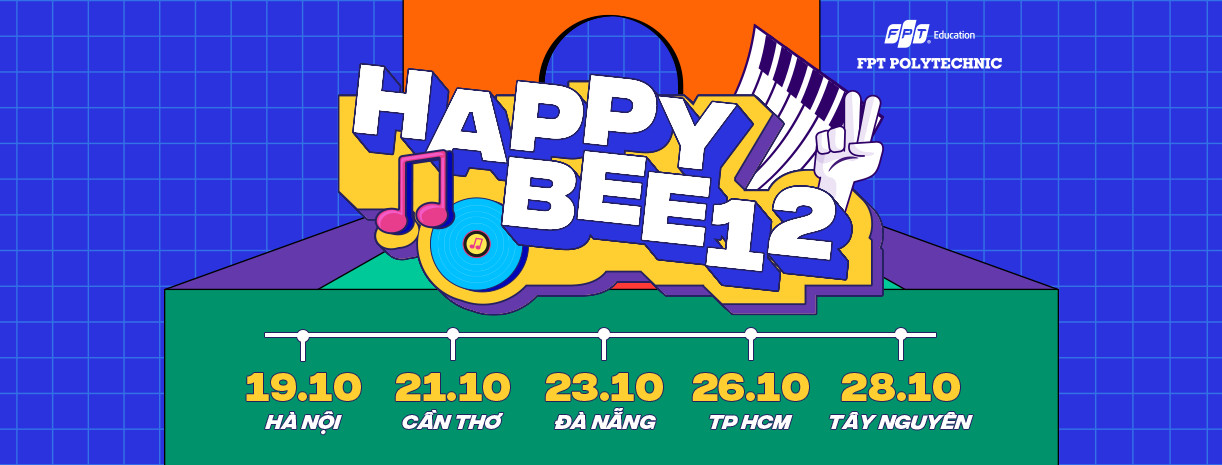 FPT Education
FPT POLYTECHNIC
HAPPY
BEE12
19.10
21.10
23.10
26.10
28.10
HÀ NỘI
CẦN THƠ
ĐÀ NẴNG
TP HCM
TÂY NGUYÊN